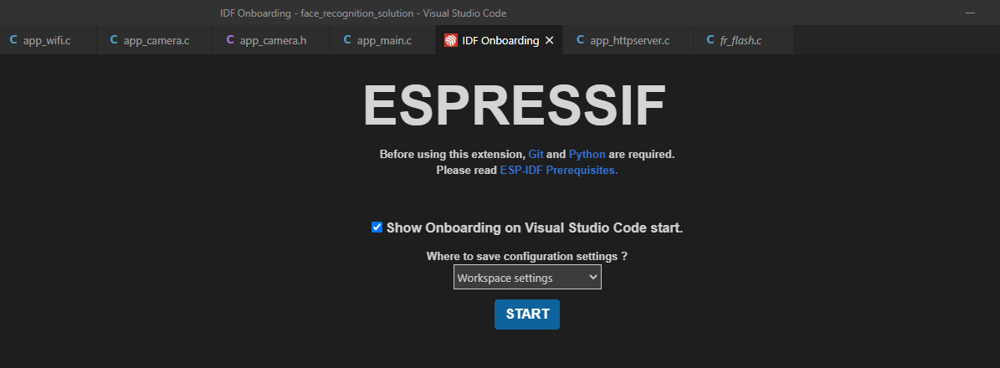 IDF Onboarding - face_recognition_solution - Visual Studio Code
C app_wifi.c C app_camera.c C app_camera.h C app_main.c IDF Onboarding × C app_httpserver.c C fr_flash.c
ESPRESSIF
Before using this extension, Git and Python are required.
Please read ESP-IDF Prerequisites.
Show Onboarding on Visual Studio Code start.
Where to save configuration settings ?
Workspace settings
START